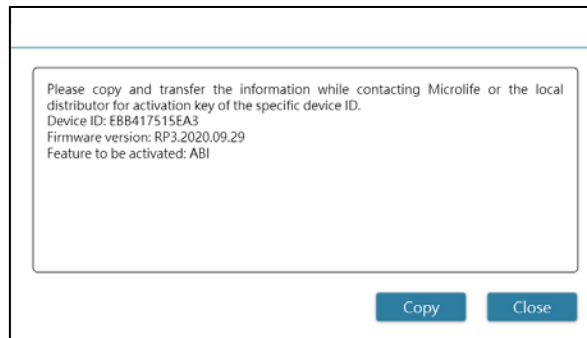 Please copy and transfer the information while contacting Microlife or the local
distributor for activation key of the specific device ID.
Device ID: EBB417515EA3
Firmware version: RP3.2020.09.29
Feature to be activated: ABI
Copy Close